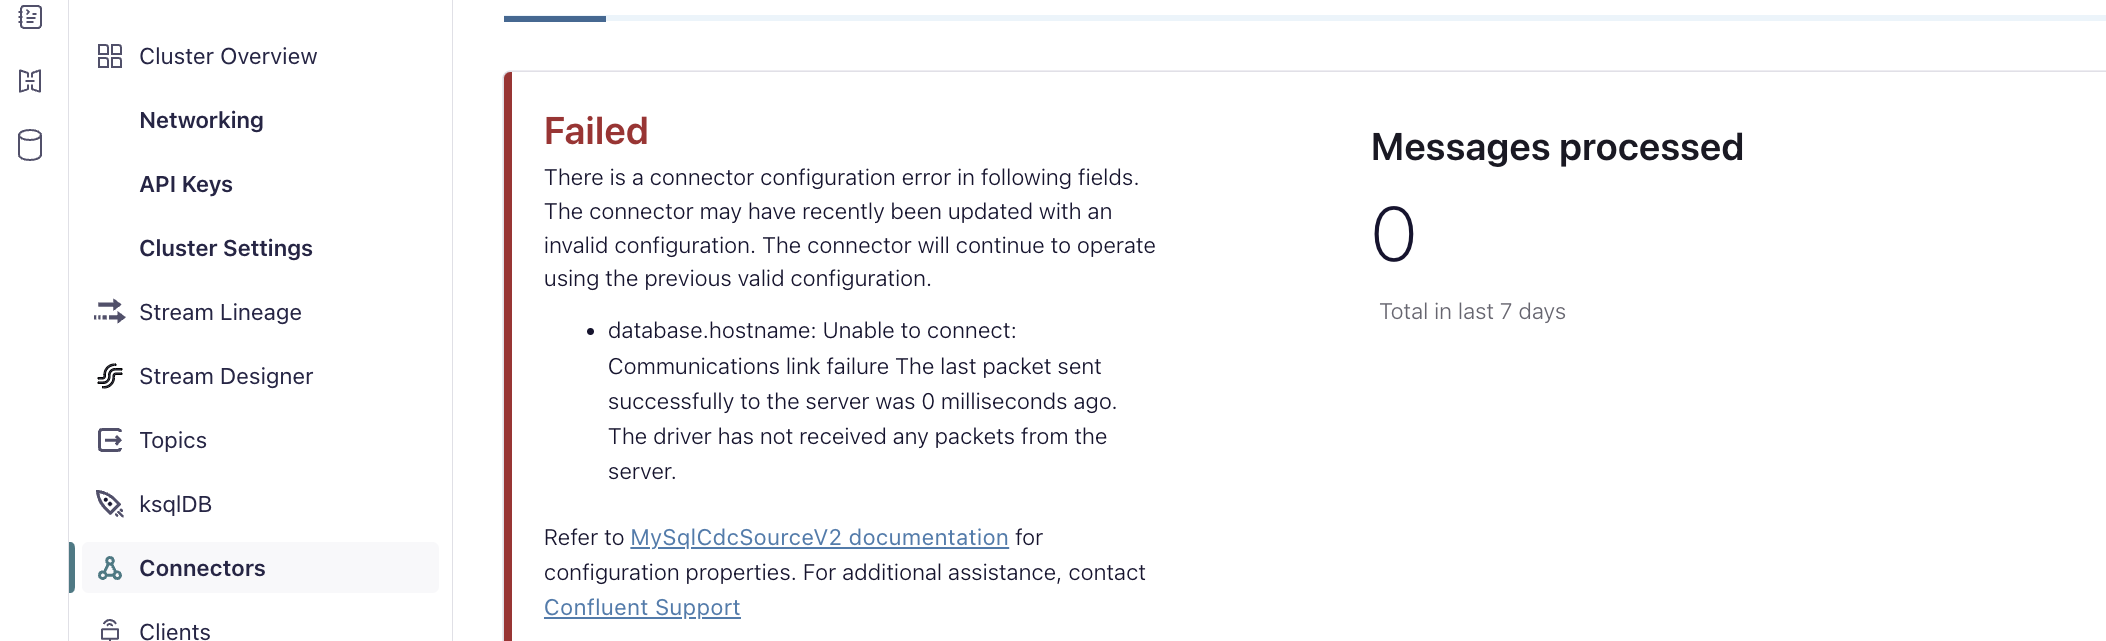 Cluster Overview
Networking
API Keys
Cluster Settings
Stream Lineage
Stream Designer
Topics
ksqlDB
Connectors
Clients
Failed
There is a connector configuration error in following fields.
The connector may have recently been updated with an
invalid configuration. The connector will continue to operate
using the previous valid configuration.
• database.hostname: Unable to connect:
Communications link failure The last packet sent
successfully to the server was 0 milliseconds ago.
The driver has not received any packets from the
server.
Refer to MySqlCdcSourceV2 documentation for
configuration properties. For additional assistance, contact
Confluent Support
Messages processed
0
Total in last 7 days